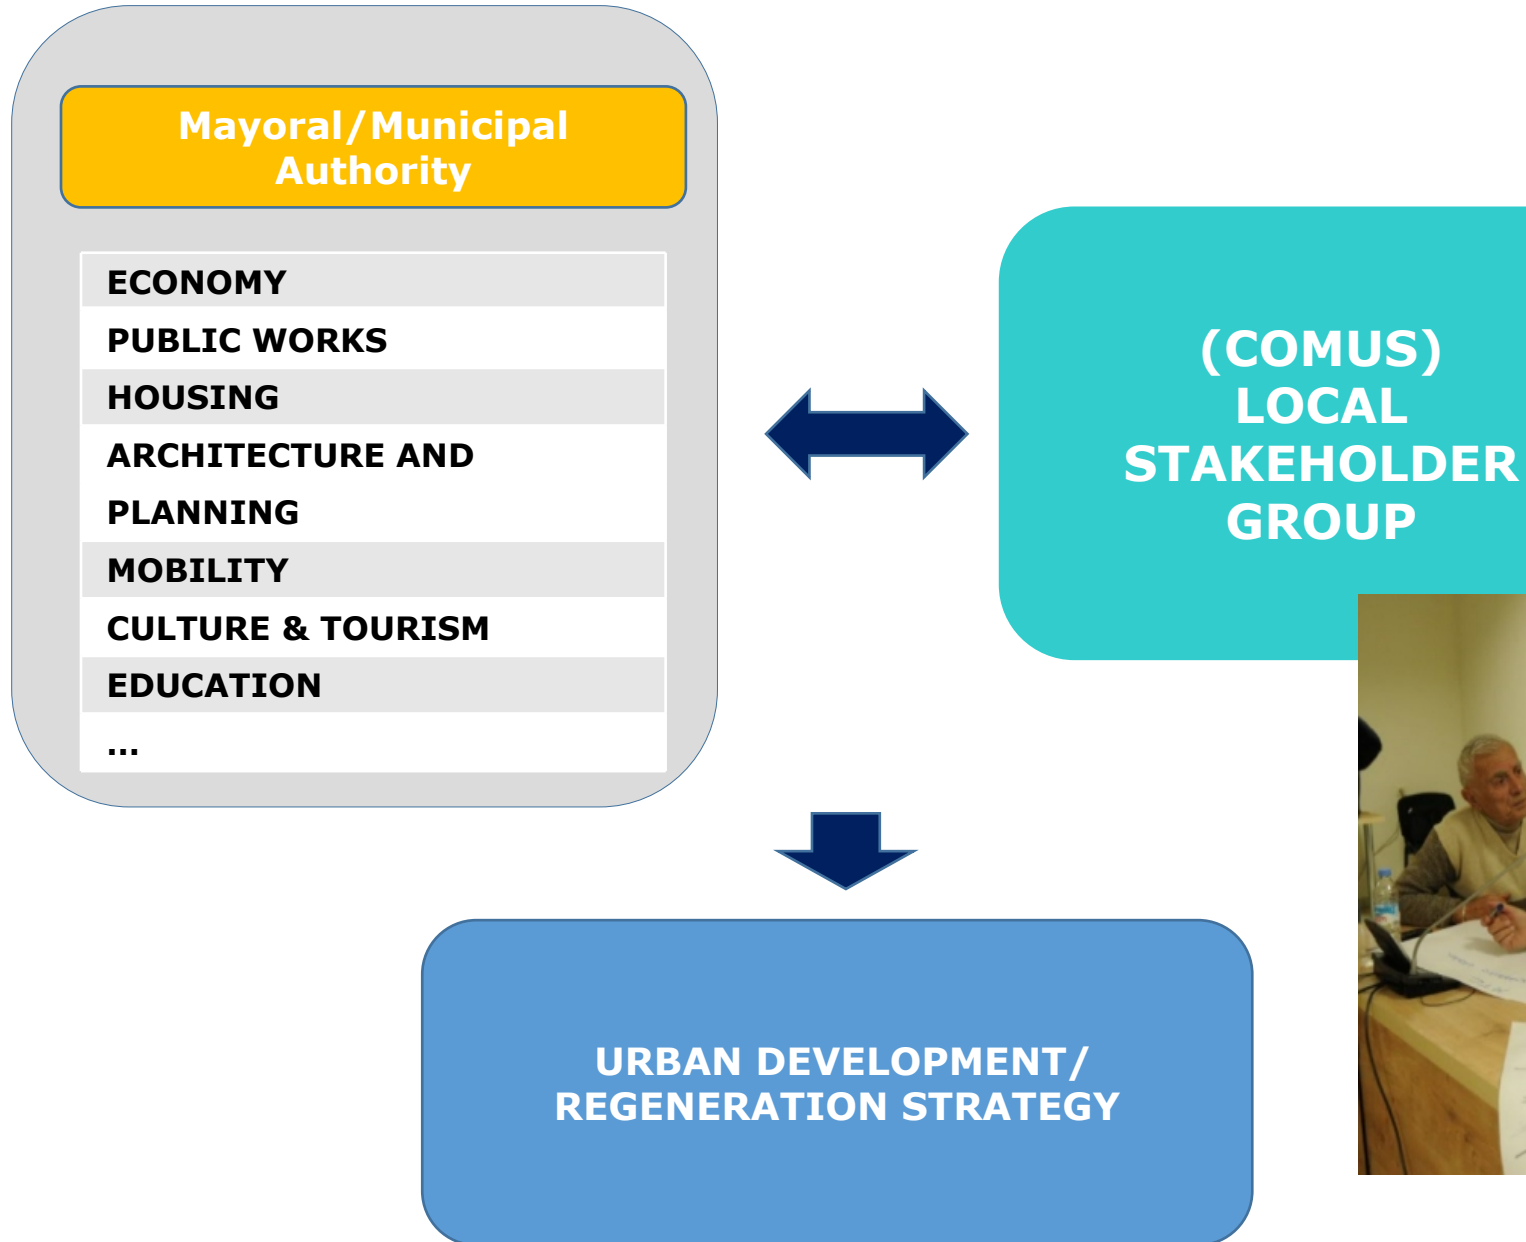 Mayoral/Municipal
Authority
ECONOMY
PUBLIC WORKS
HOUSING
ARCHITECTURE AND
PLANNING
MOBILITY
CULTURE & TOURISM
EDUCATION
...
(COMUS)
LOCAL
STAKEHOLDER
GROUP
URBAN DEVELOPMENT/
REGENERATION STRATEGY